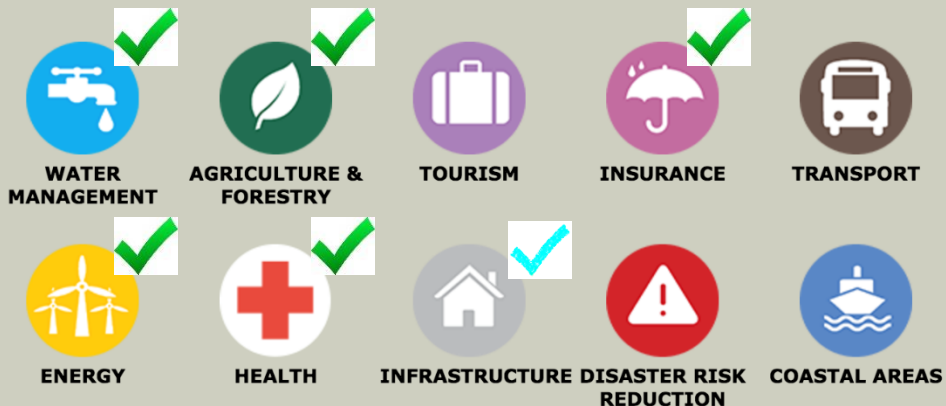 WATER
MANAGEMENT
AGRICULTURE &
FORESTRY
TOURISM
INSURANCE
TRANSPORT
ENERGY
HEALTH
INFRASTRUCTURE
DISASTER RISK
REDUCTION
COASTAL AREAS